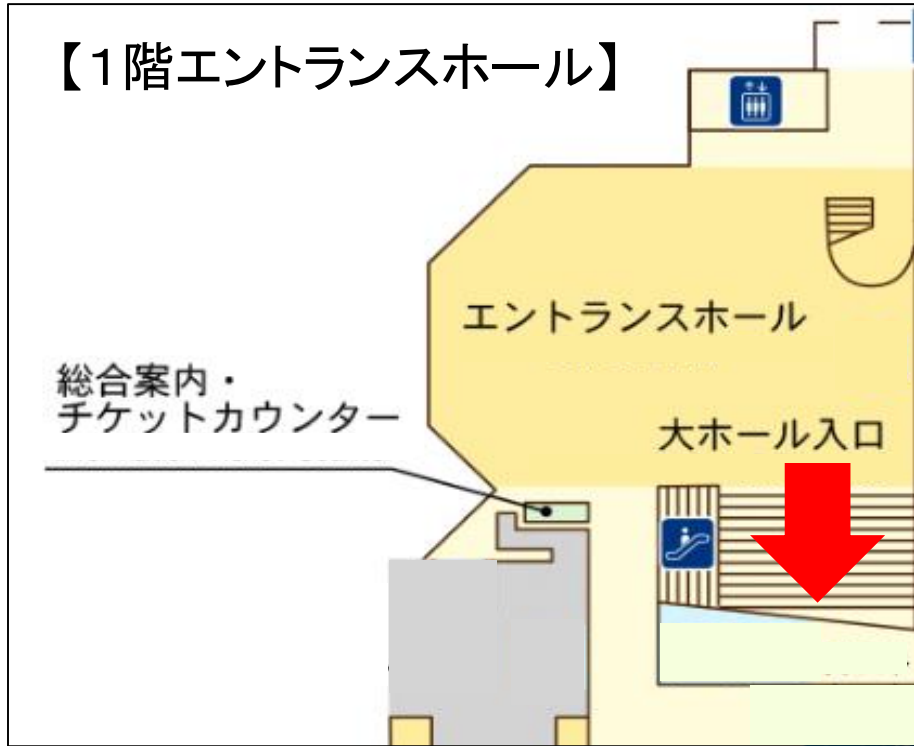 【１階エントランスホール】
エントランスホール
総合案内・
チケットカウンター
大ホール入口